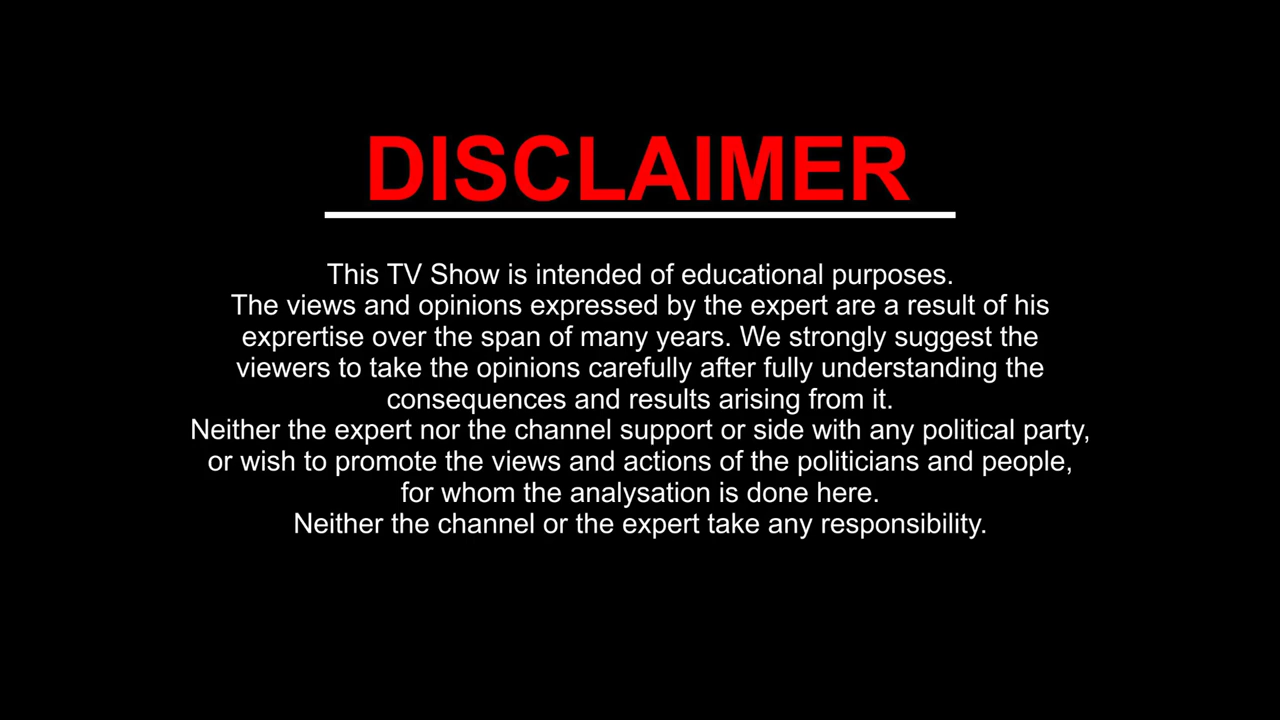 DISCLAIMER
This TV Show is intended of educational purposes.
The views and opinions expressed by the expert are a result of his
exprertise over the span of many years. We strongly suggest the
viewers to take the opinions carefully after fully understanding the
consequences and results arising from it.
Neither the expert nor the channel support or side with any political party,
or wish to promote the views and actions of the politicians and people,
for whom the analysation is done here.
Neither the channel or the expert take any responsibility.